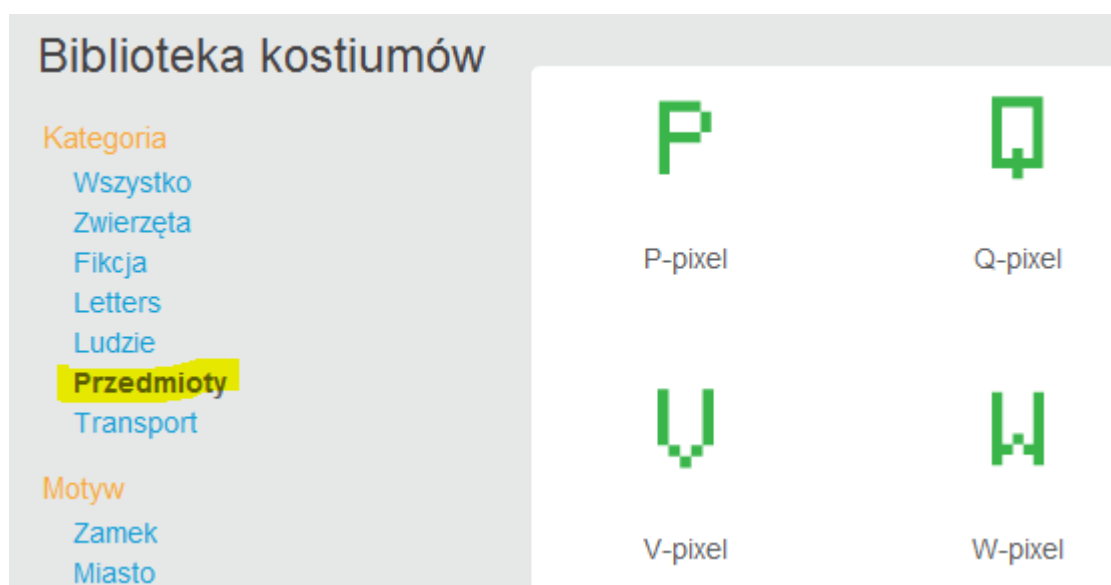 Biblioteka kostiumów
Kategoria
Wszystko
Zwierzęta
Fikcja
Letters
Ludzie
Przedmioty
Transport
Motyw
Zamek
Miasto
P Q
P-pixel Q-pixel
V W
V-pixel W-pixel